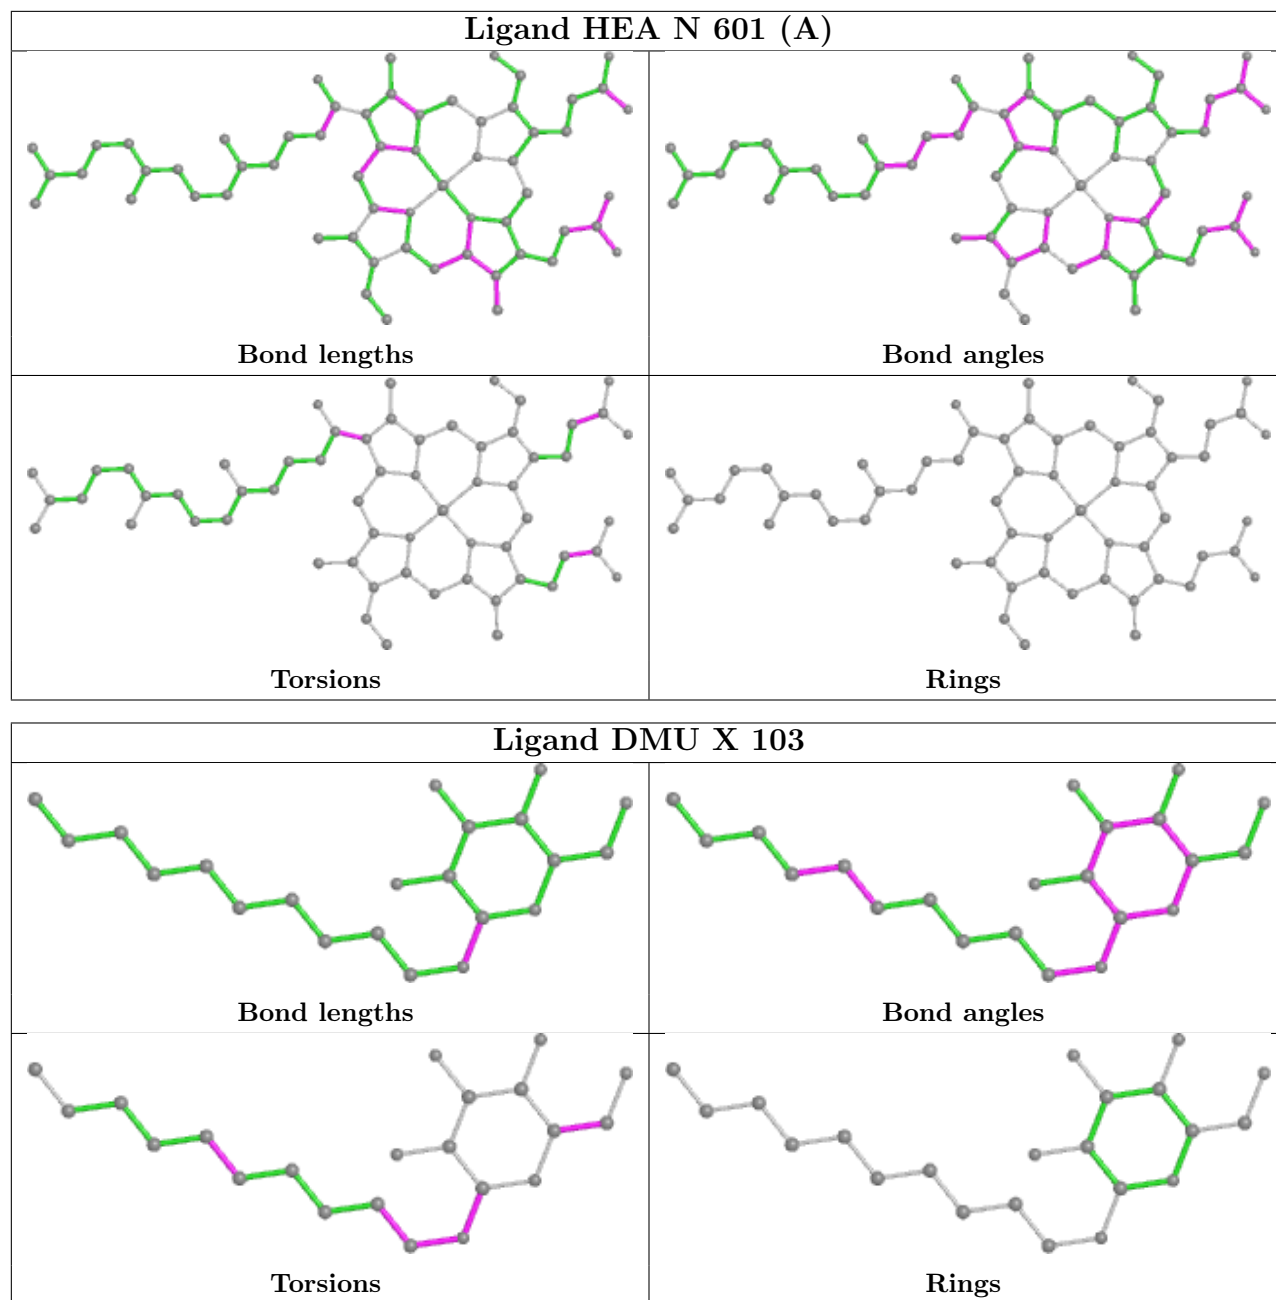 Ligand HEA N 601 (A)
Bond lengths
Bond angles
Torsions
Rings
Ligand DMU X 103
Bond lengths
Bond angles
Torsions
Rings